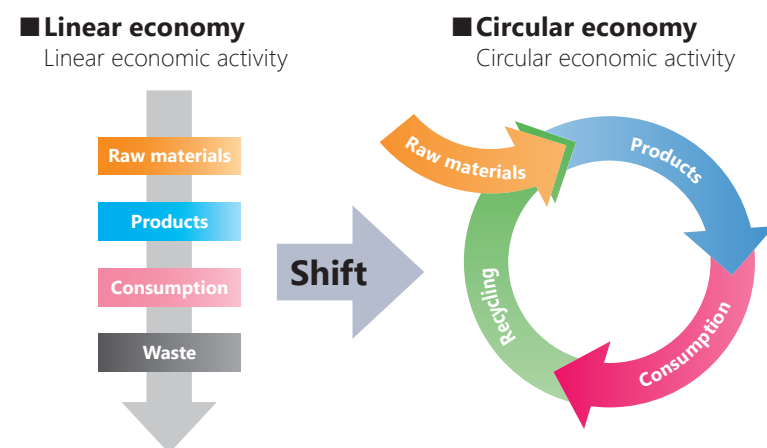 ■Linear economy
Linear economic activity
Raw materials
Products
Consumption
Waste
Shift
■Circular economy
Circular economic activity
Raw materials
Products
Consumption
Recycling